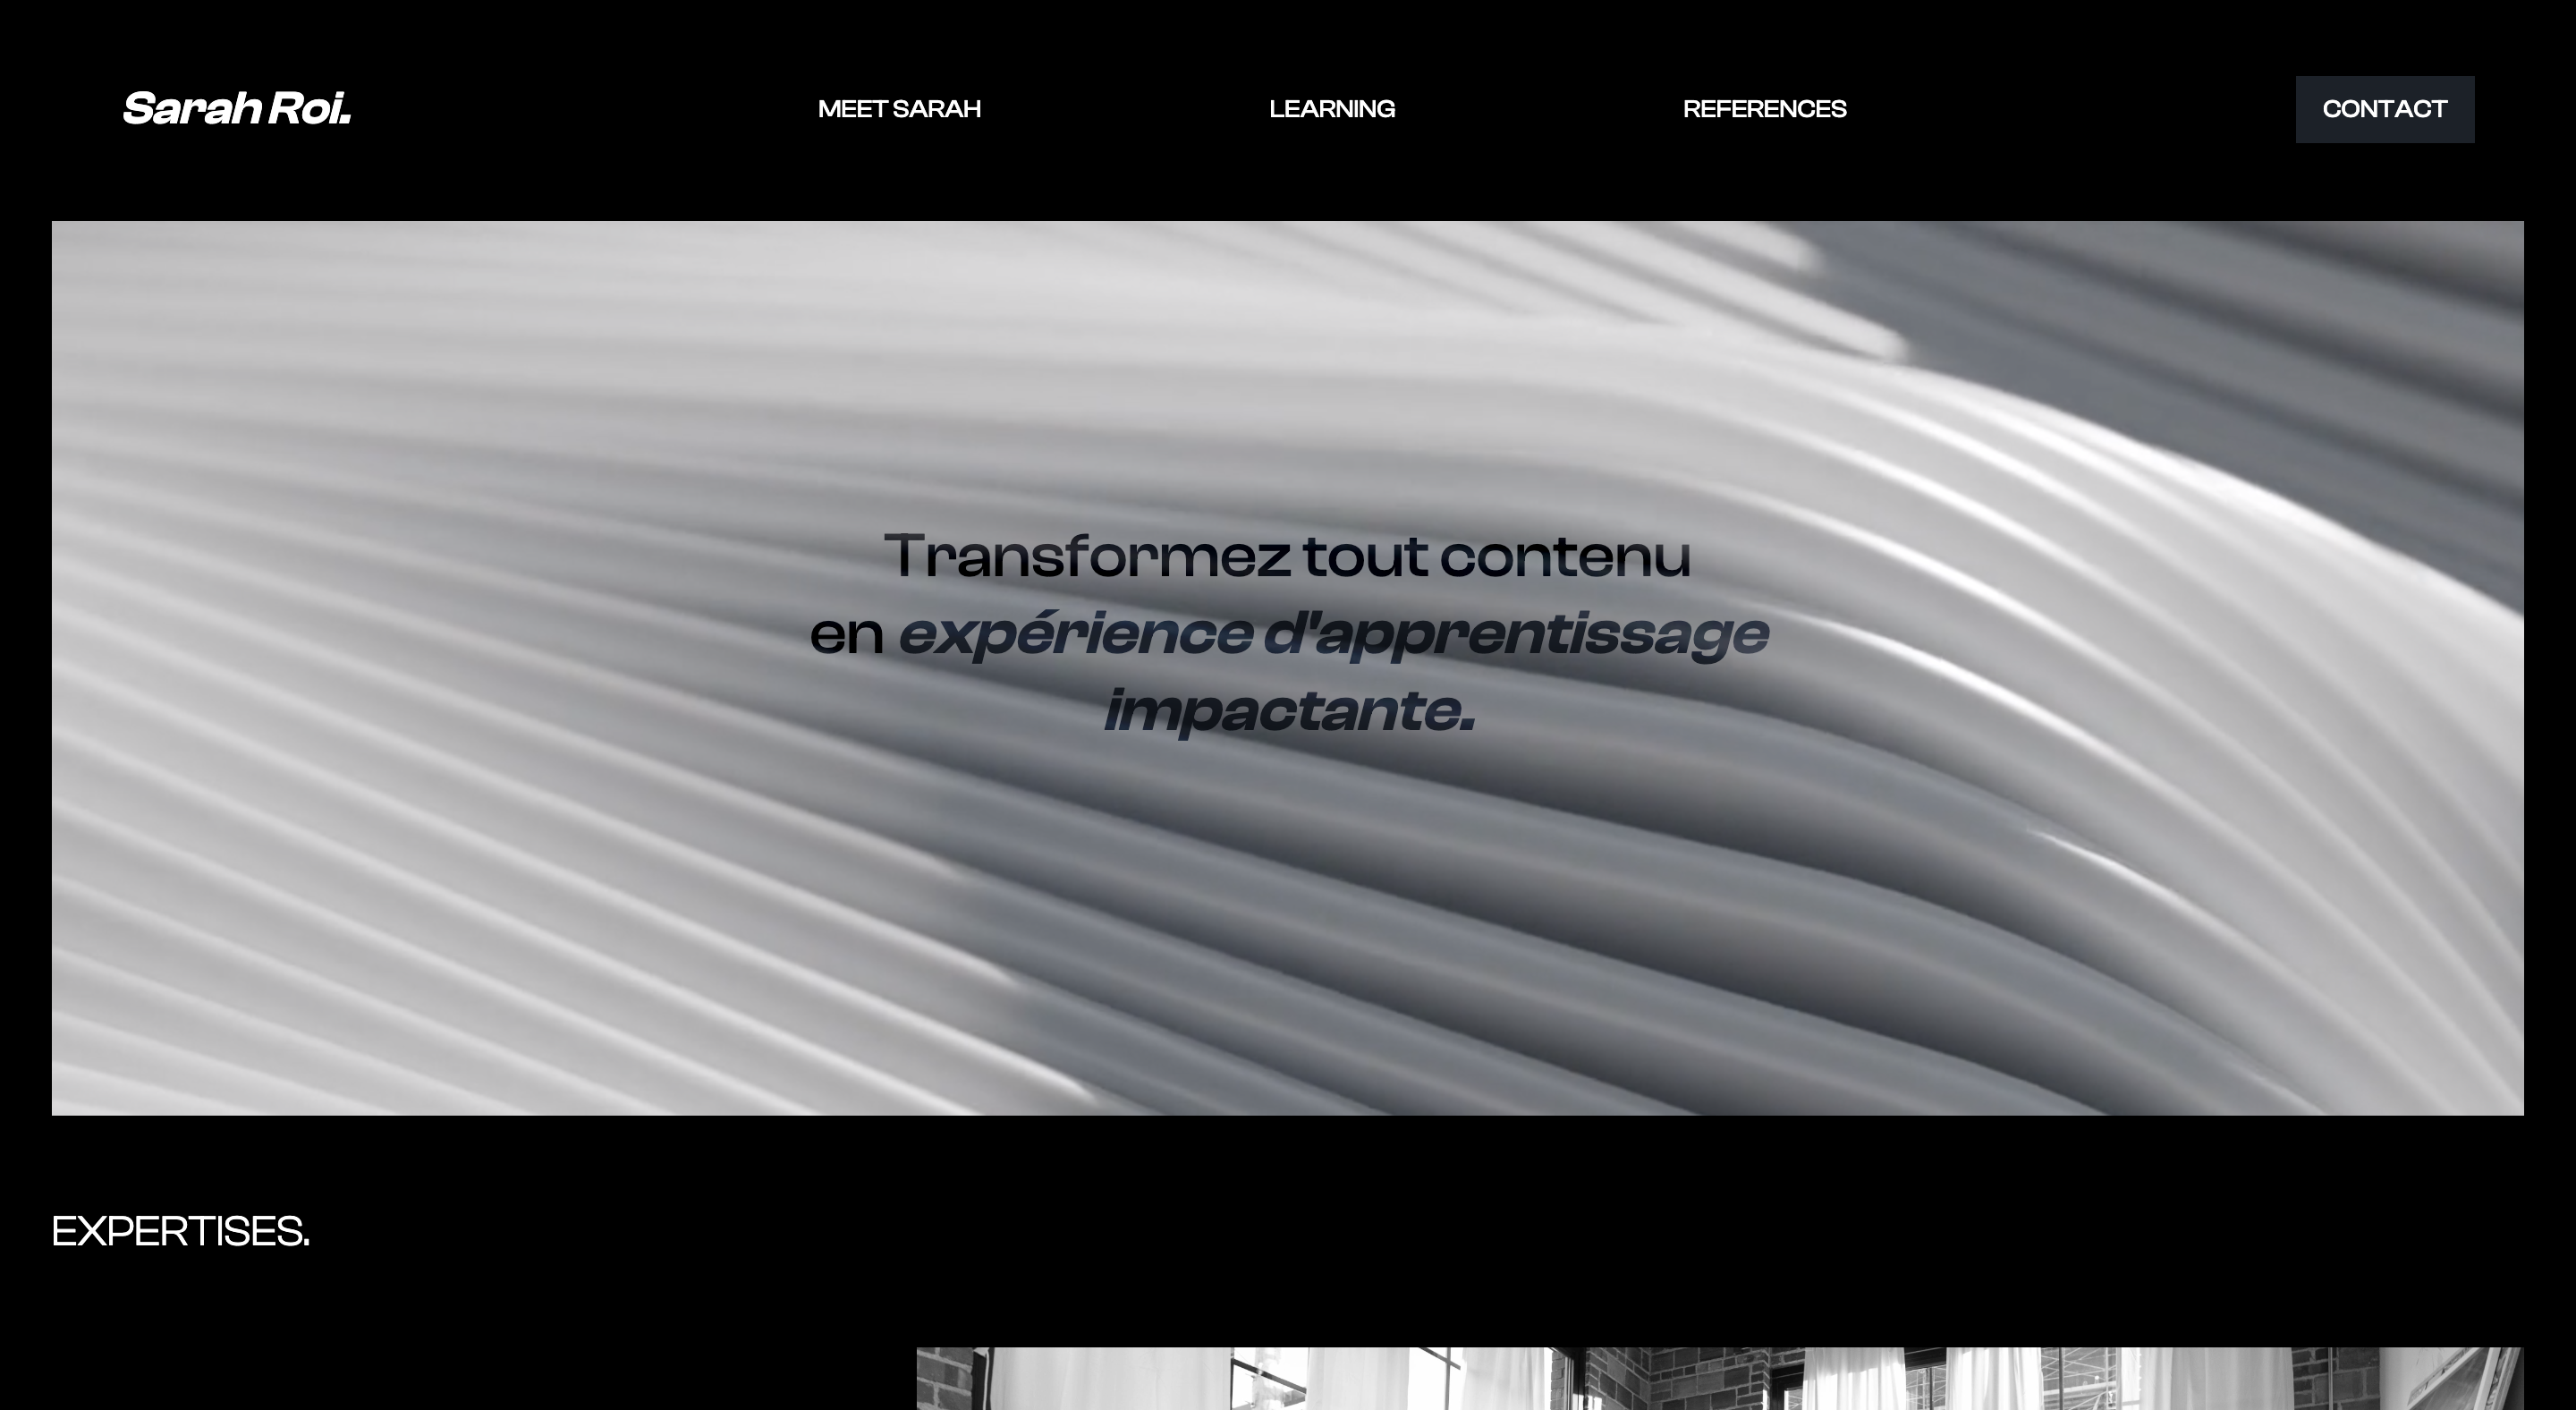 Sarah Roi.
MEET SARAH
LEARNING
REFERENCES
CONTACT
Transformez tout contenu
en expérience d'apprentissage
impactante.
EXPERTISES.